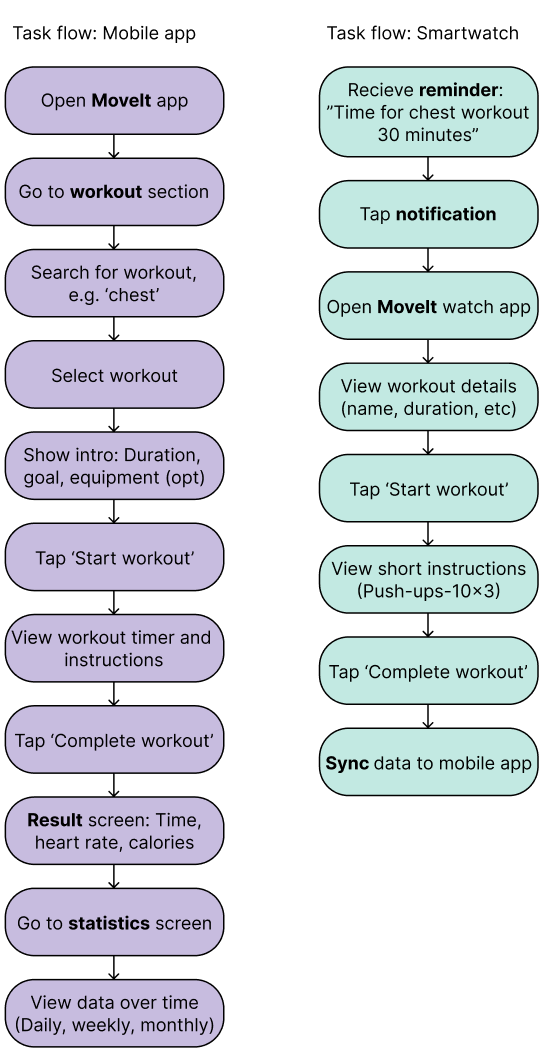 Task flow: Mobile app
Open MoveIt app
Go to workout section
Search for workout,
e.g. ‘chest’
Select workout
Show intro: Duration,
goal, equipment (opt)
Tap ‘Start workout’
View workout timer and
instructions
Tap ‘Complete workout’
Result screen: Time,
heart rate, calories
Go to statistics screen
View data over time
(Daily, weekly, monthly)
Task flow: Smartwatch
Recieve reminder:
”Time for chest workout
30 minutes”
Tap notification
Open MoveIt watch app
View workout details
(name, duration, etc)
Tap ‘Start workout’
View short instructions
(Push-ups-10×3)
Tap ‘Complete workout’
Sync data to mobile app